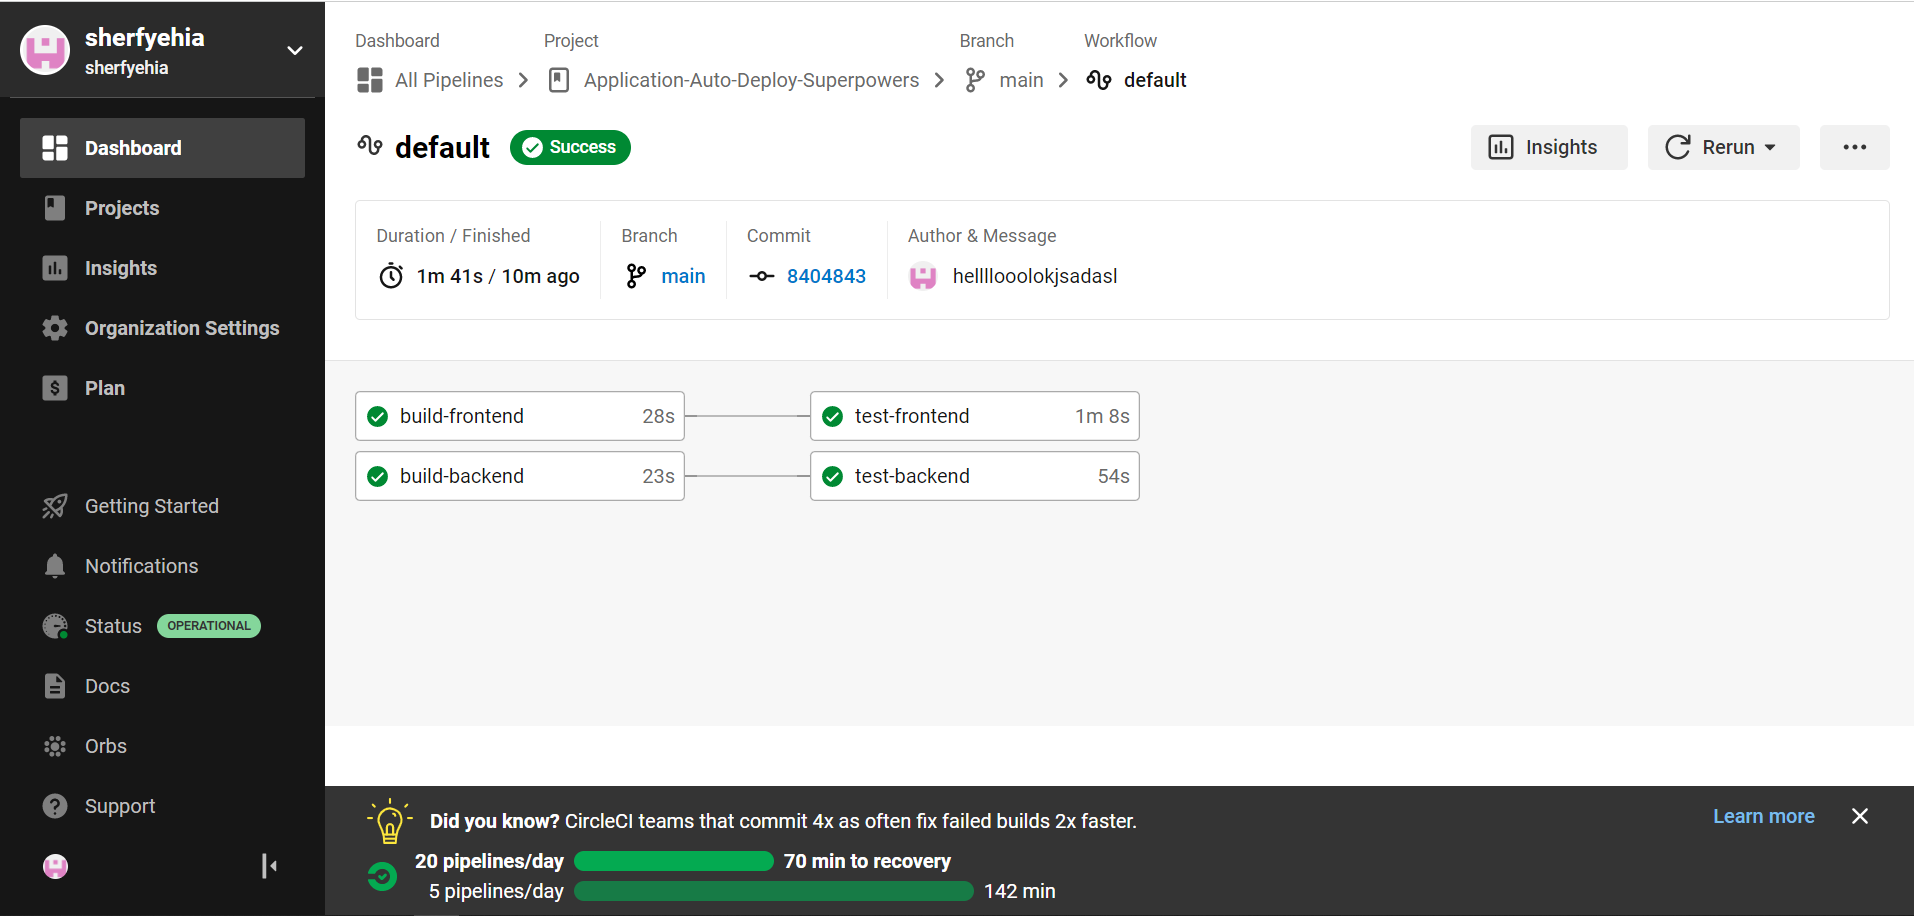 sherfyehia
sherfyehia
Dashboard
Projects
Insights
Organization Settings
Plan
Getting Started
Notifications
Status OPERATIONAL
Docs
Orbs
Support
Dashboard Project Branch Workflow
All Pipelines Application-Auto-Deploy-Superpowers main default
default Success Insights Rerun
Duration / Finished Branch Commit Author & Message
1m 41s / 10m ago main 8404843 hellllooolokjsadasl
build-frontend 28s test-frontend 1m 8s
build-backend 23s test-backend 54s
Did you know? CircleCI teams that commit 4x as often fix failed builds 2x faster. Learn more
20 pipelines/day 70 min to recovery
5 pipelines/day 142 min